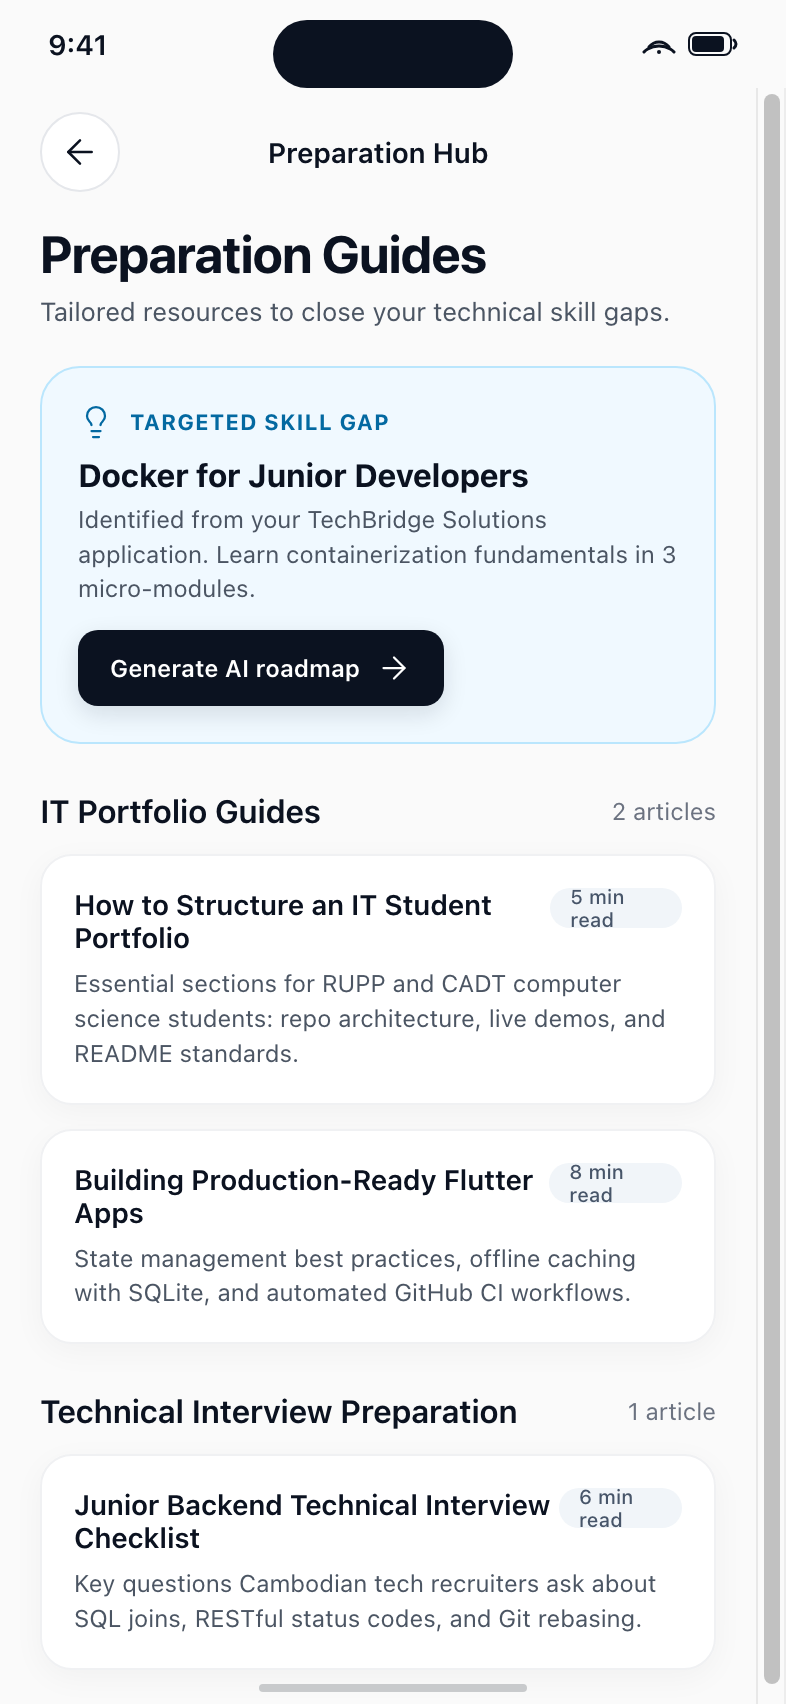 9:41
Preparation Hub
Preparation Guides
Tailored resources to close your technical skill gaps.
TARGETED SKILL GAP
Docker for Junior Developers
Identified from your TechBridge Solutions
application. Learn containerization fundamentals in 3
micro-modules.
Generate AI roadmap
IT Portfolio Guides
2 articles
How to Structure an IT Student
Portfolio
5 min
read
Essential sections for RUPP and CADT computer
science students: repo architecture, live demos, and
README standards.
Building Production-Ready Flutter
Apps
8 min
read
State management best practices, offline caching
with SQLite, and automated GitHub CI workflows.
Technical Interview Preparation
1 article
Junior Backend Technical Interview
Checklist
6 min
read
Key questions Cambodian tech recruiters ask about
SQL joins, RESTful status codes, and Git rebasing.